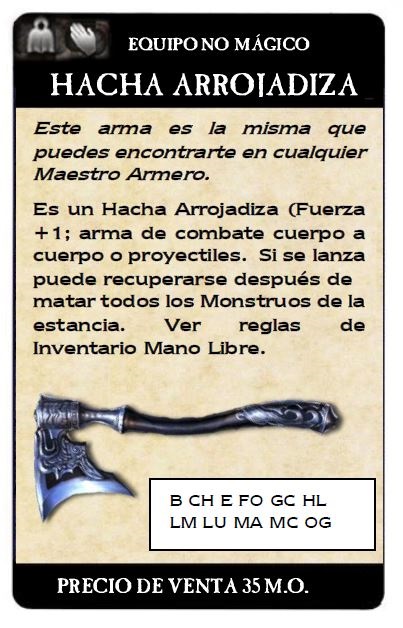 EQUIPO NO MÁGICO
HACHA ARROJADIZA
Este arma es la misma que
puedes encontrarte en cualquier
Maestro Armero.
Es un Hacha Arrojadiza (Fuerza
+1; arma de combate cuerpo a
cuerpo o proyectiles. Si se lanza
puede recuperarse después de
matar todos los Monstruos de la
estancia. Ver reglas de
Inventario Mano Libre.
B CH E FO GC HL
LM LU MA MC OG
PRECIO DE VENTA 35 M.O.